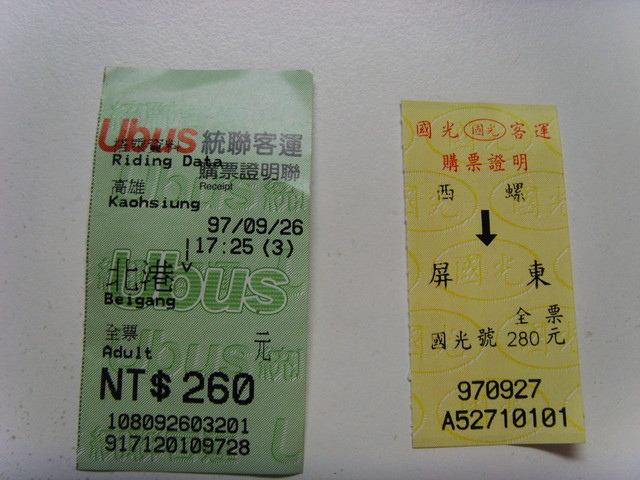 Ubus 統聯客運
Riding Data
購票證明聯
Receipt
高雄
Kaohsiung
97/09/26
17:25 (3)
北港
Beigang
全票
Adult
元
NT$ 260
108092603201
917120109728
國光 國光 客運
購票證明
西螺
屏東
全票
國光號 280元
970927
A52710101